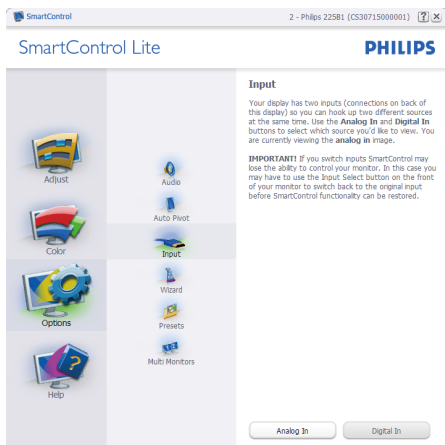 SmartControl
2 - Philips 225B1 (CS30715000001)
SmartControl Lite
PHILIPS
Adjust
Color
Options
Help
Audio
Auto Pivot
Input
Wizard
Presets
Multi Monitors
Input
Your display has two inputs (connections on back of
this display) so you can hook up two different sources
at the same time. Use the Analog In and Digital In
buttons to select which source you'd like to view. You
are currently viewing the analog in image.
IMPORTANT! If you switch inputs SmartControl may
lose the ability to control your monitor. In this case you
may have to use the Input Select button on the front
of your monitor to switch back to the original input
before SmartControl functionality can be restored.
Analog In
Digital In